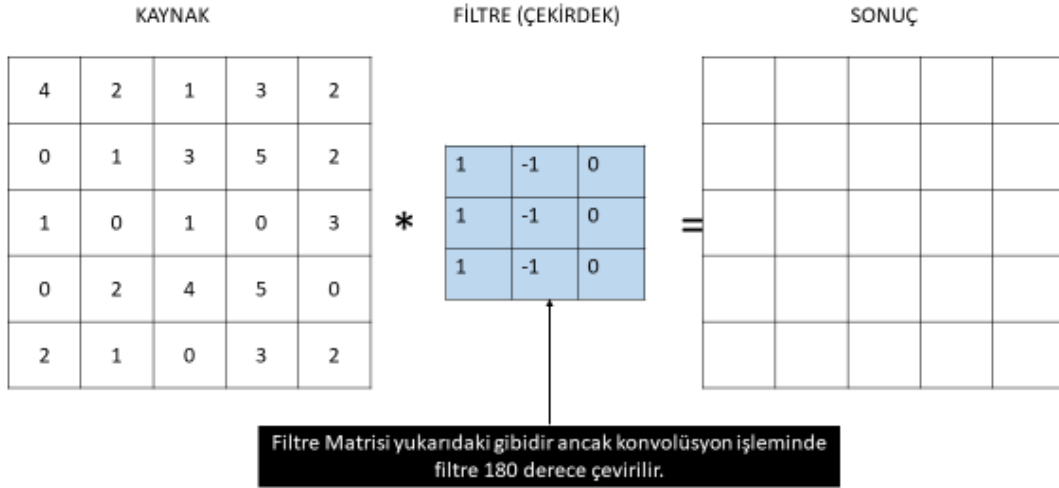 KAYNAK FİLTRE (ÇEKİRDEK) SONUÇ
4 2 1 3 2
0 1 3 5 2
1 -1 0
1 0 1 0 3
* 1 -1 0 =
1 -1 0
0 2 4 5 0
2 1 0 3 2
Filtre Matrisi yukarıdaki gibidir ancak konvolüsyon işleminde
filtre 180 derece çevirilir.